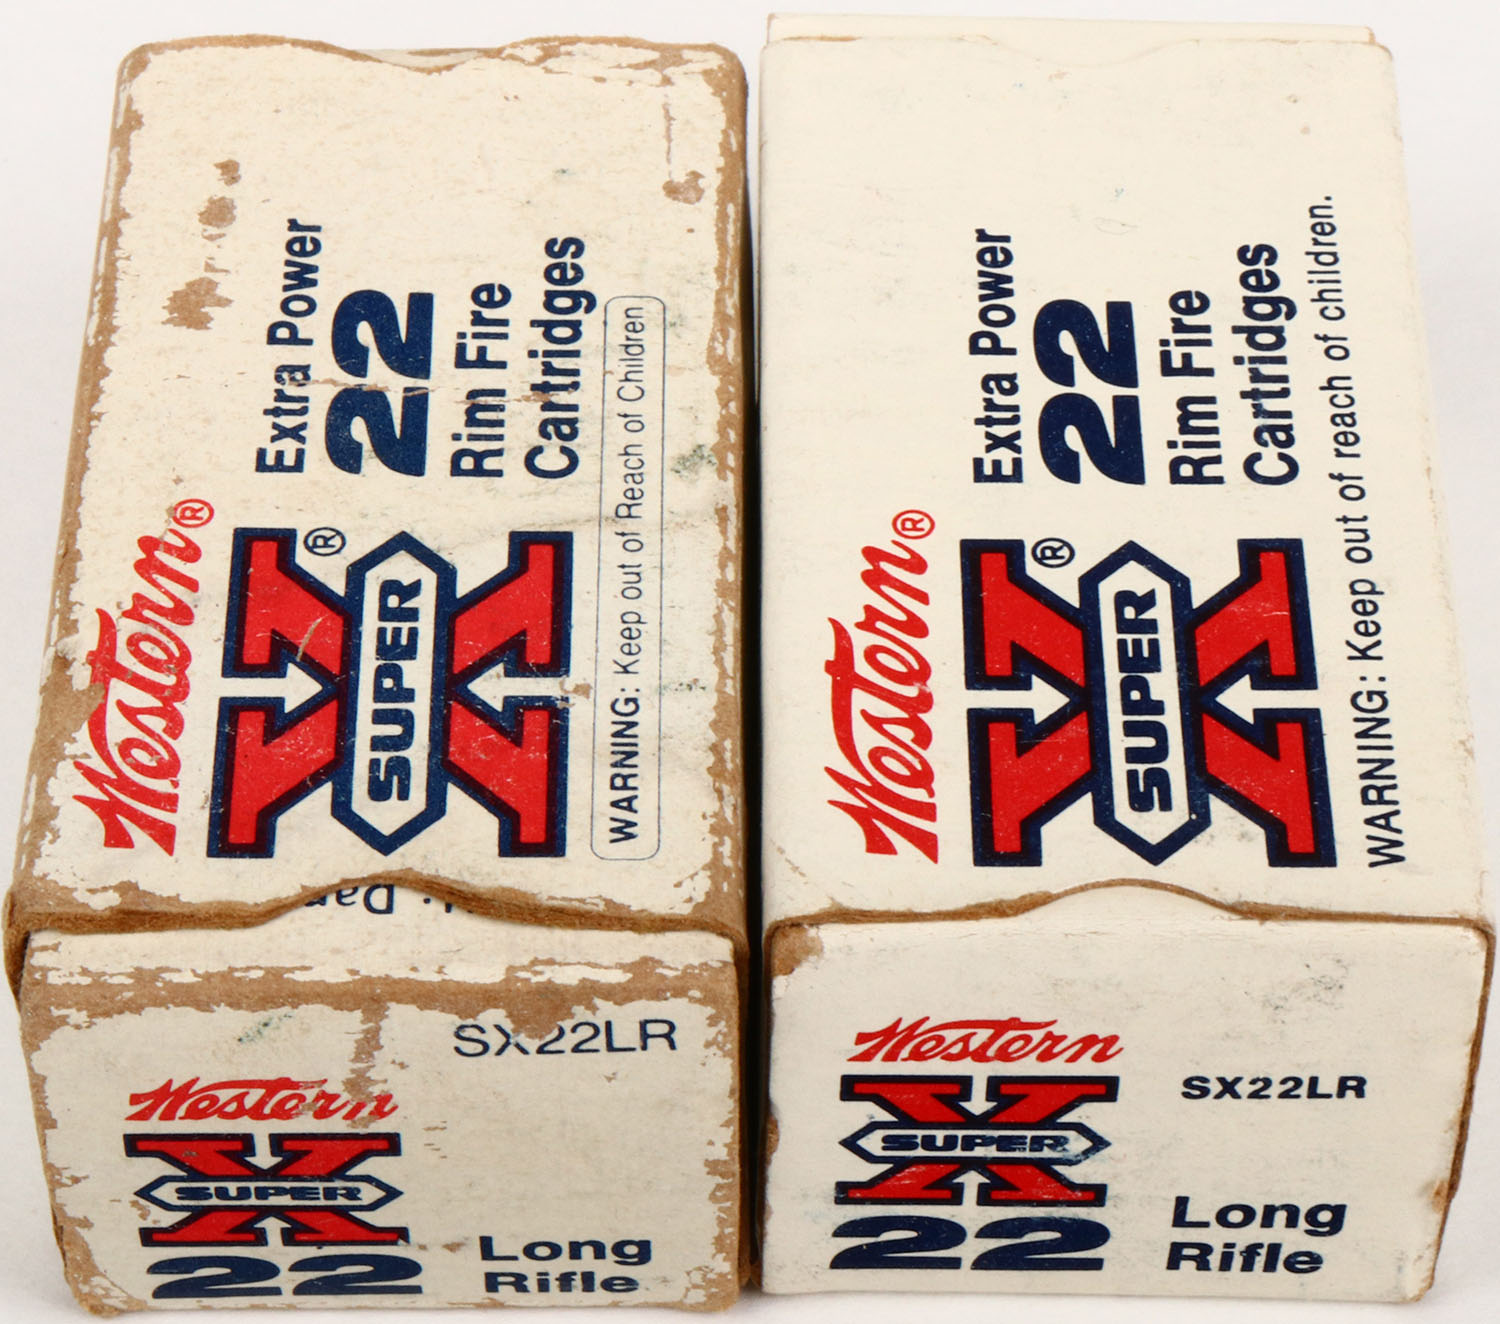 Western®
X® SUPER
Extra Power
22
Rim Fire
Cartridges
WARNING: Keep out of Reach of Children
SX22LR
Western
X SUPER
22
Long
Rifle
Western®
X® SUPER
Extra Power
22
Rim Fire
Cartridges
WARNING: Keep out of reach of children.
Western
X SUPER
SX22LR
22
Long
Rifle